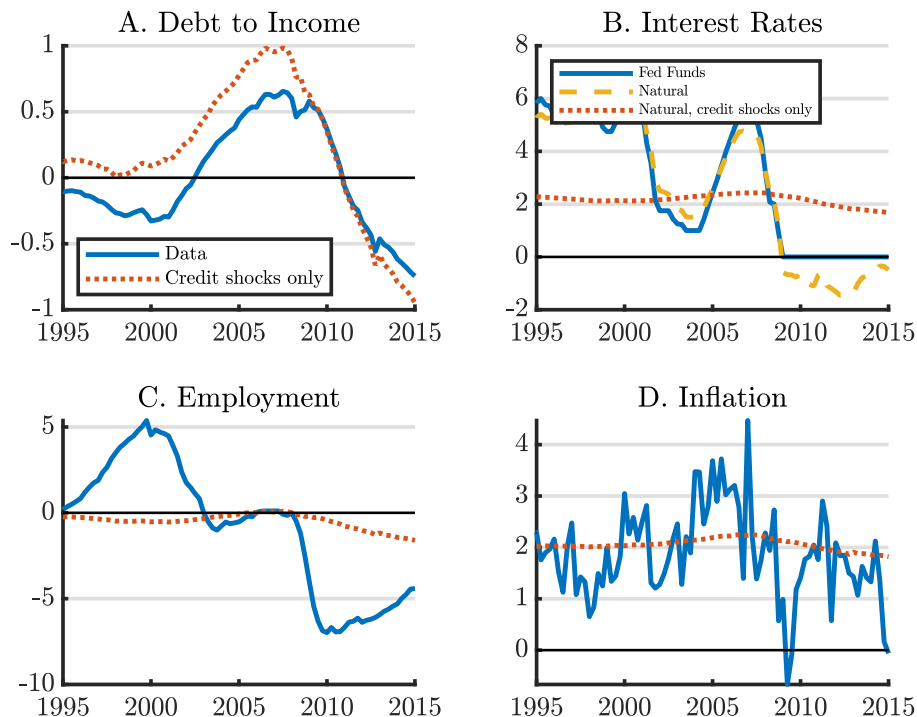 A. Debt to Income
1
0.5
0
-0.5
-1
Data
Credit shocks only
1995 2000 2005 2010 2015
B. Interest Rates
8
6
4
2
0
-2
Fed Funds
Natural
Natural, credit shocks only
1995 2000 2005 2010 2015
C. Employment
5
0
-5
-10
1995 2000 2005 2010 2015
D. Inflation
4
3
2
1
0
1995 2000 2005 2010 2015